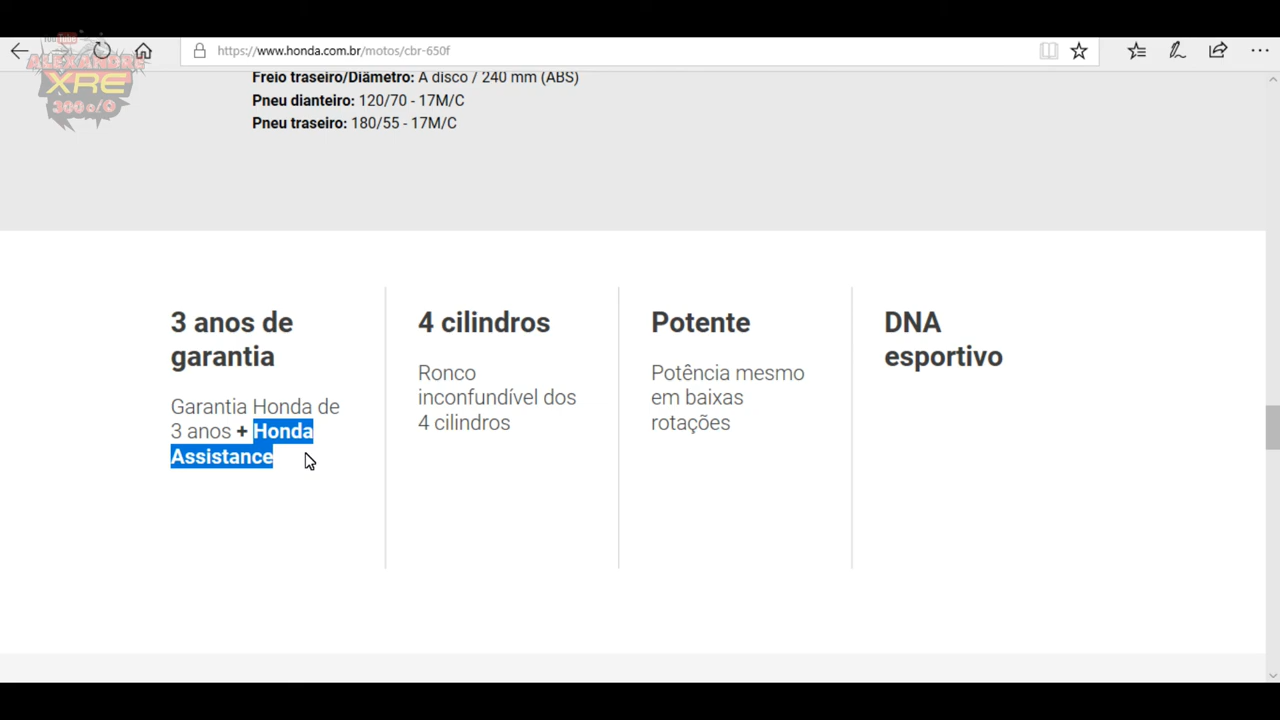 YouTube
ALEXANDRE
XRE
300 c/c
https://www.honda.com.br/motos/cbr-650f
Freio traseiro/Diâmetro: A disco / 240 mm (ABS)
Pneu dianteiro: 120/70 - 17M/C
Pneu traseiro: 180/55 - 17M/C
3 anos de
garantia
Garantia Honda de
3 anos + Honda
Assistance
4 cilindros
Ronco
inconfundível dos
4 cilindros
Potente
Potência mesmo
em baixas
rotações
DNA
esportivo